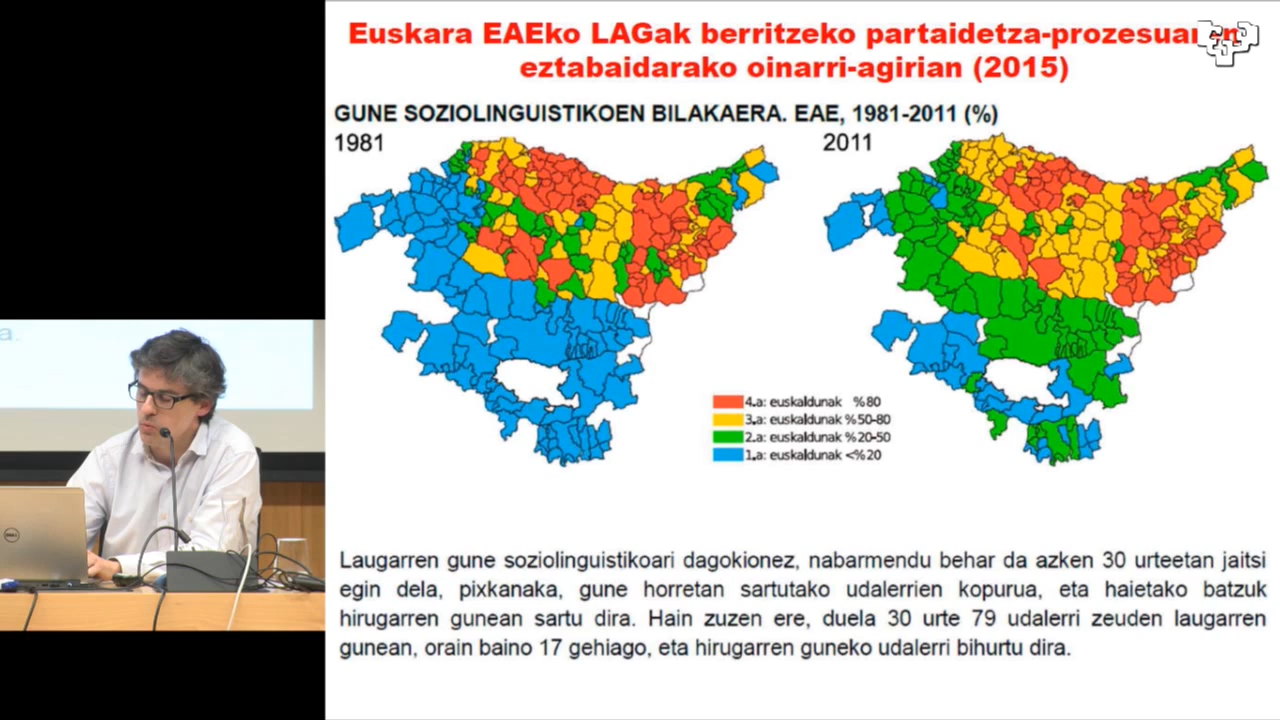 Euskara EAEko LAGak berritzeko partaidetza-prozesuaren
eztabaidarako oinarri-agirian (2015)
GUNE SOZIOLINGUISTIKOEN BILAKAERA. EAE, 1981-2011 (%)
1981
2011
4.a: euskaldunak %80
3.a: euskaldunak %50-80
2.a: euskaldunak %20-50
1.a: euskaldunak <%20
Laugarren gune soziolinguistikoari dagokionez, nabarmendu behar da azken 30 urteetan jaitsi
egin dela, pixkanaka, gune horretan sartutako udalerrien kopurua, eta haietako batzuk
hirugarren gunean sartu dira. Hain zuzen ere, duela 30 urte 79 udalerri zeuden laugarren
gunean, orain baino 17 gehiago, eta hirugarren guneko udalerri bihurtu dira.
a.
DELL